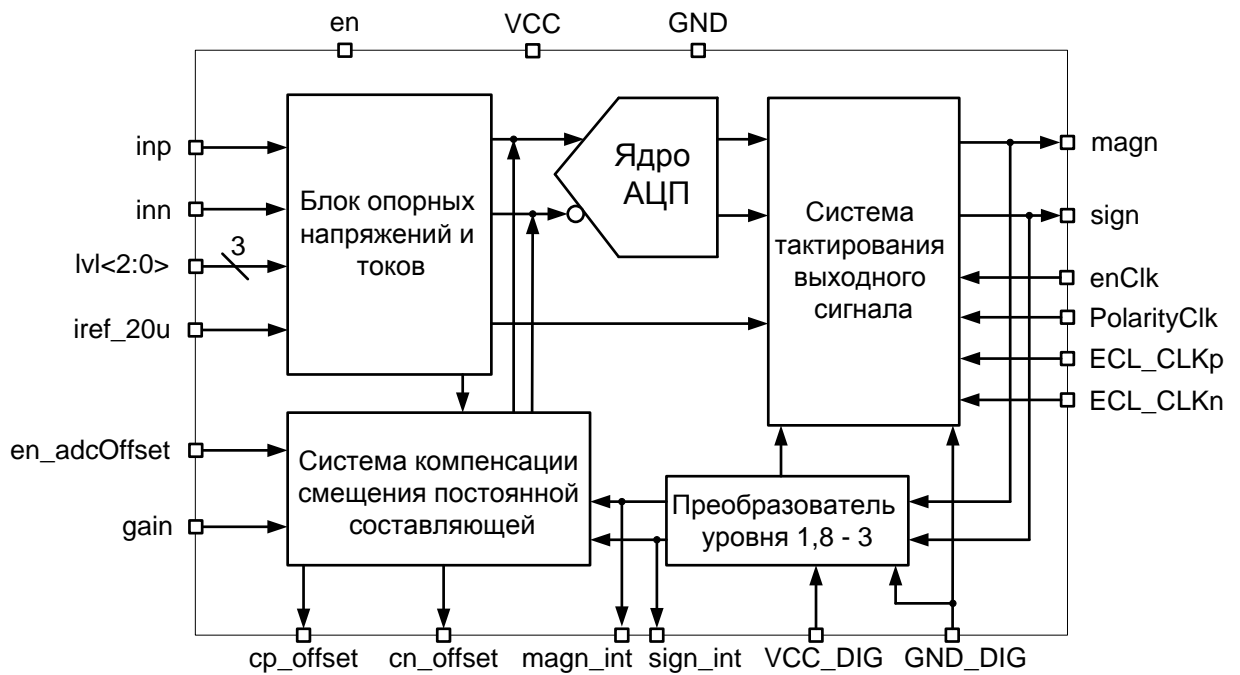 en
VCC
GND
inp
inn
lvl<2:0>
3
iref_20u
Блок опорных
напряжений и
токов
Ядро
АЦП
Система
тактирования
выходного
сигнала
magn
sign
enClk
PolarityClk
ECL_CLKp
ECL_CLKn
en_adcOffset
gain
Система компенсации
смещения постоянной
составляющей
Преобразователь
уровня 1,8 - 3
cp_offset
cn_offset
magn_int
sign_int
VCC_DIG
GND_DIG